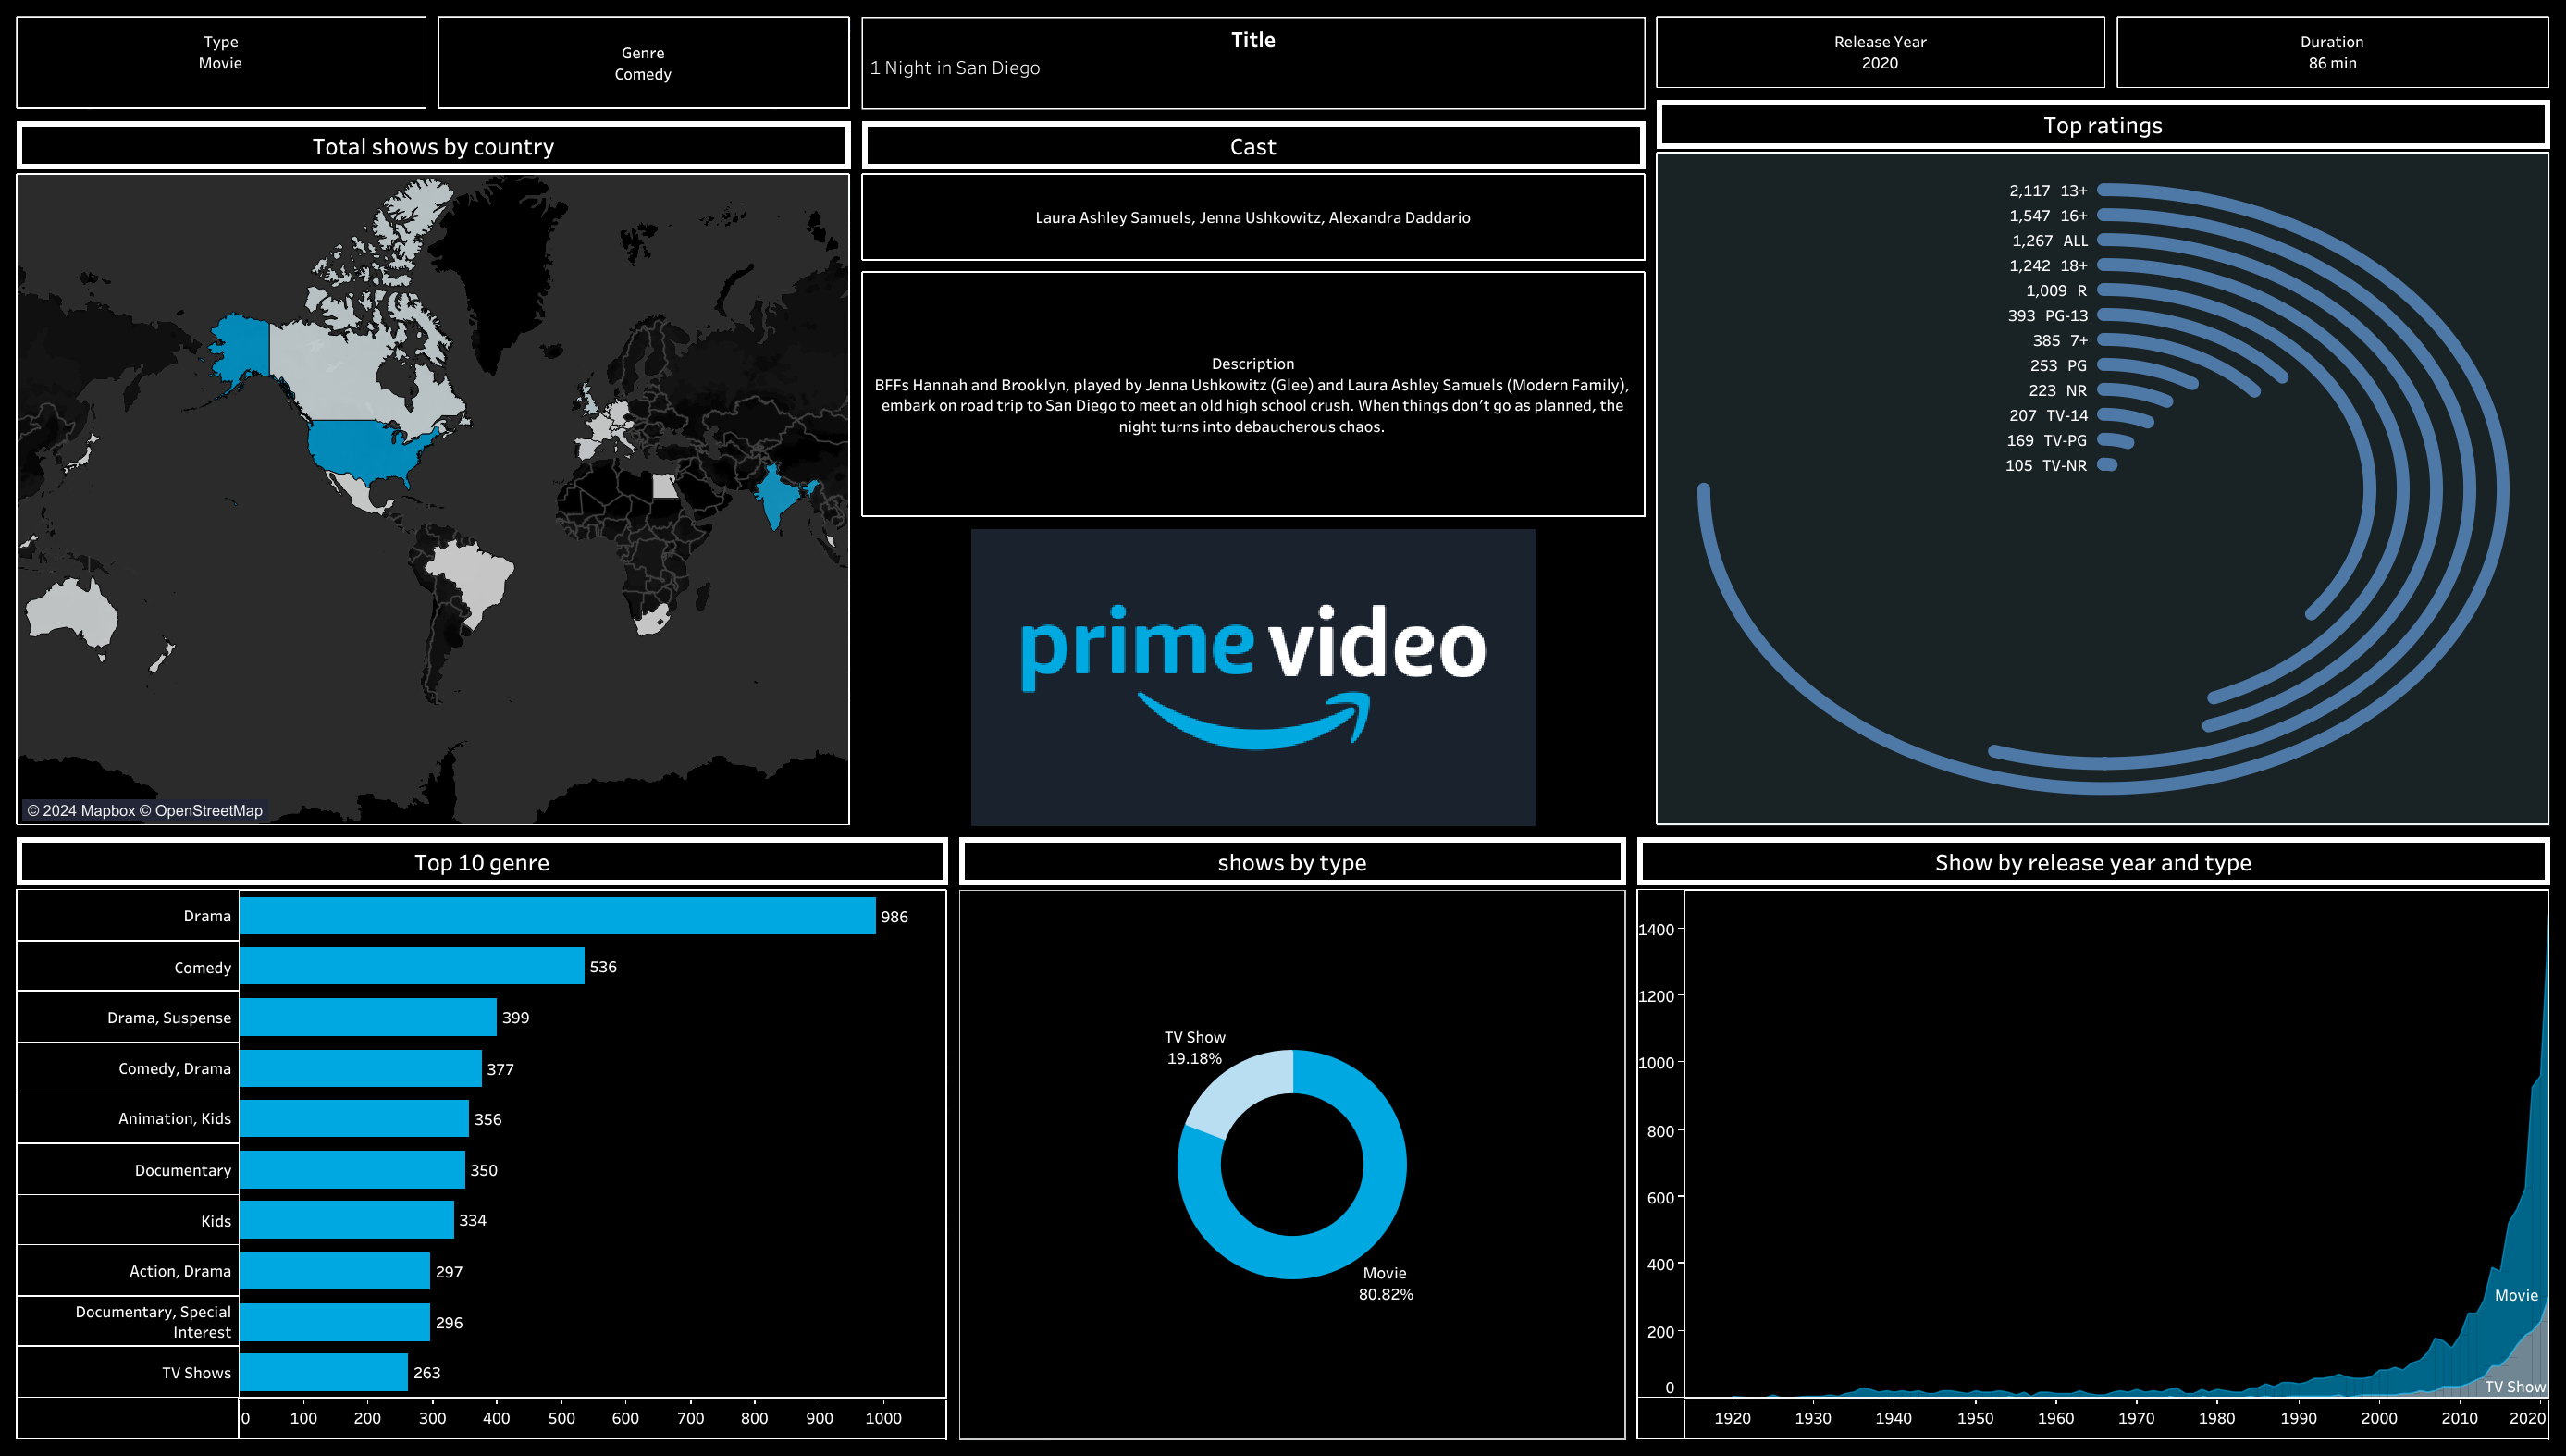 Type
Movie
Genre
Comedy
Title
1 Night in San Diego
Release Year
2020
Duration
86 min
Total shows by country
© 2024 Mapbox © OpenStreetMap
Cast
Laura Ashley Samuels, Jenna Ushkowitz, Alexandra Daddario
Description
BFFs Hannah and Brooklyn, played by Jenna Ushkowitz (Glee) and Laura Ashley Samuels (Modern Family),
embark on road trip to San Diego to meet an old high school crush. When things don’t go as planned, the
night turns into debaucherous chaos.
prime video
Top ratings
2,117 13+
1,547 16+
1,267 ALL
1,242 18+
1,009 R
393 PG-13
385 7+
253 PG
223 NR
207 TV-14
169 TV-PG
105 TV-NR
Top 10 genre
Drama 986
Comedy 536
Drama, Suspense 399
Comedy, Drama 377
Animation, Kids 356
Documentary 350
Kids 334
Action, Drama 297
Documentary, Special
Interest 296
TV Shows 263
0 100 200 300 400 500 600 700 800 900 1000
shows by type
TV Show
19.18%
Movie
80.82%
Show by release year and type
1400
1200
1000
800
600
400
200
0
Movie
TV Show
1920 1930 1940 1950 1960 1970 1980 1990 2000 2010 2020